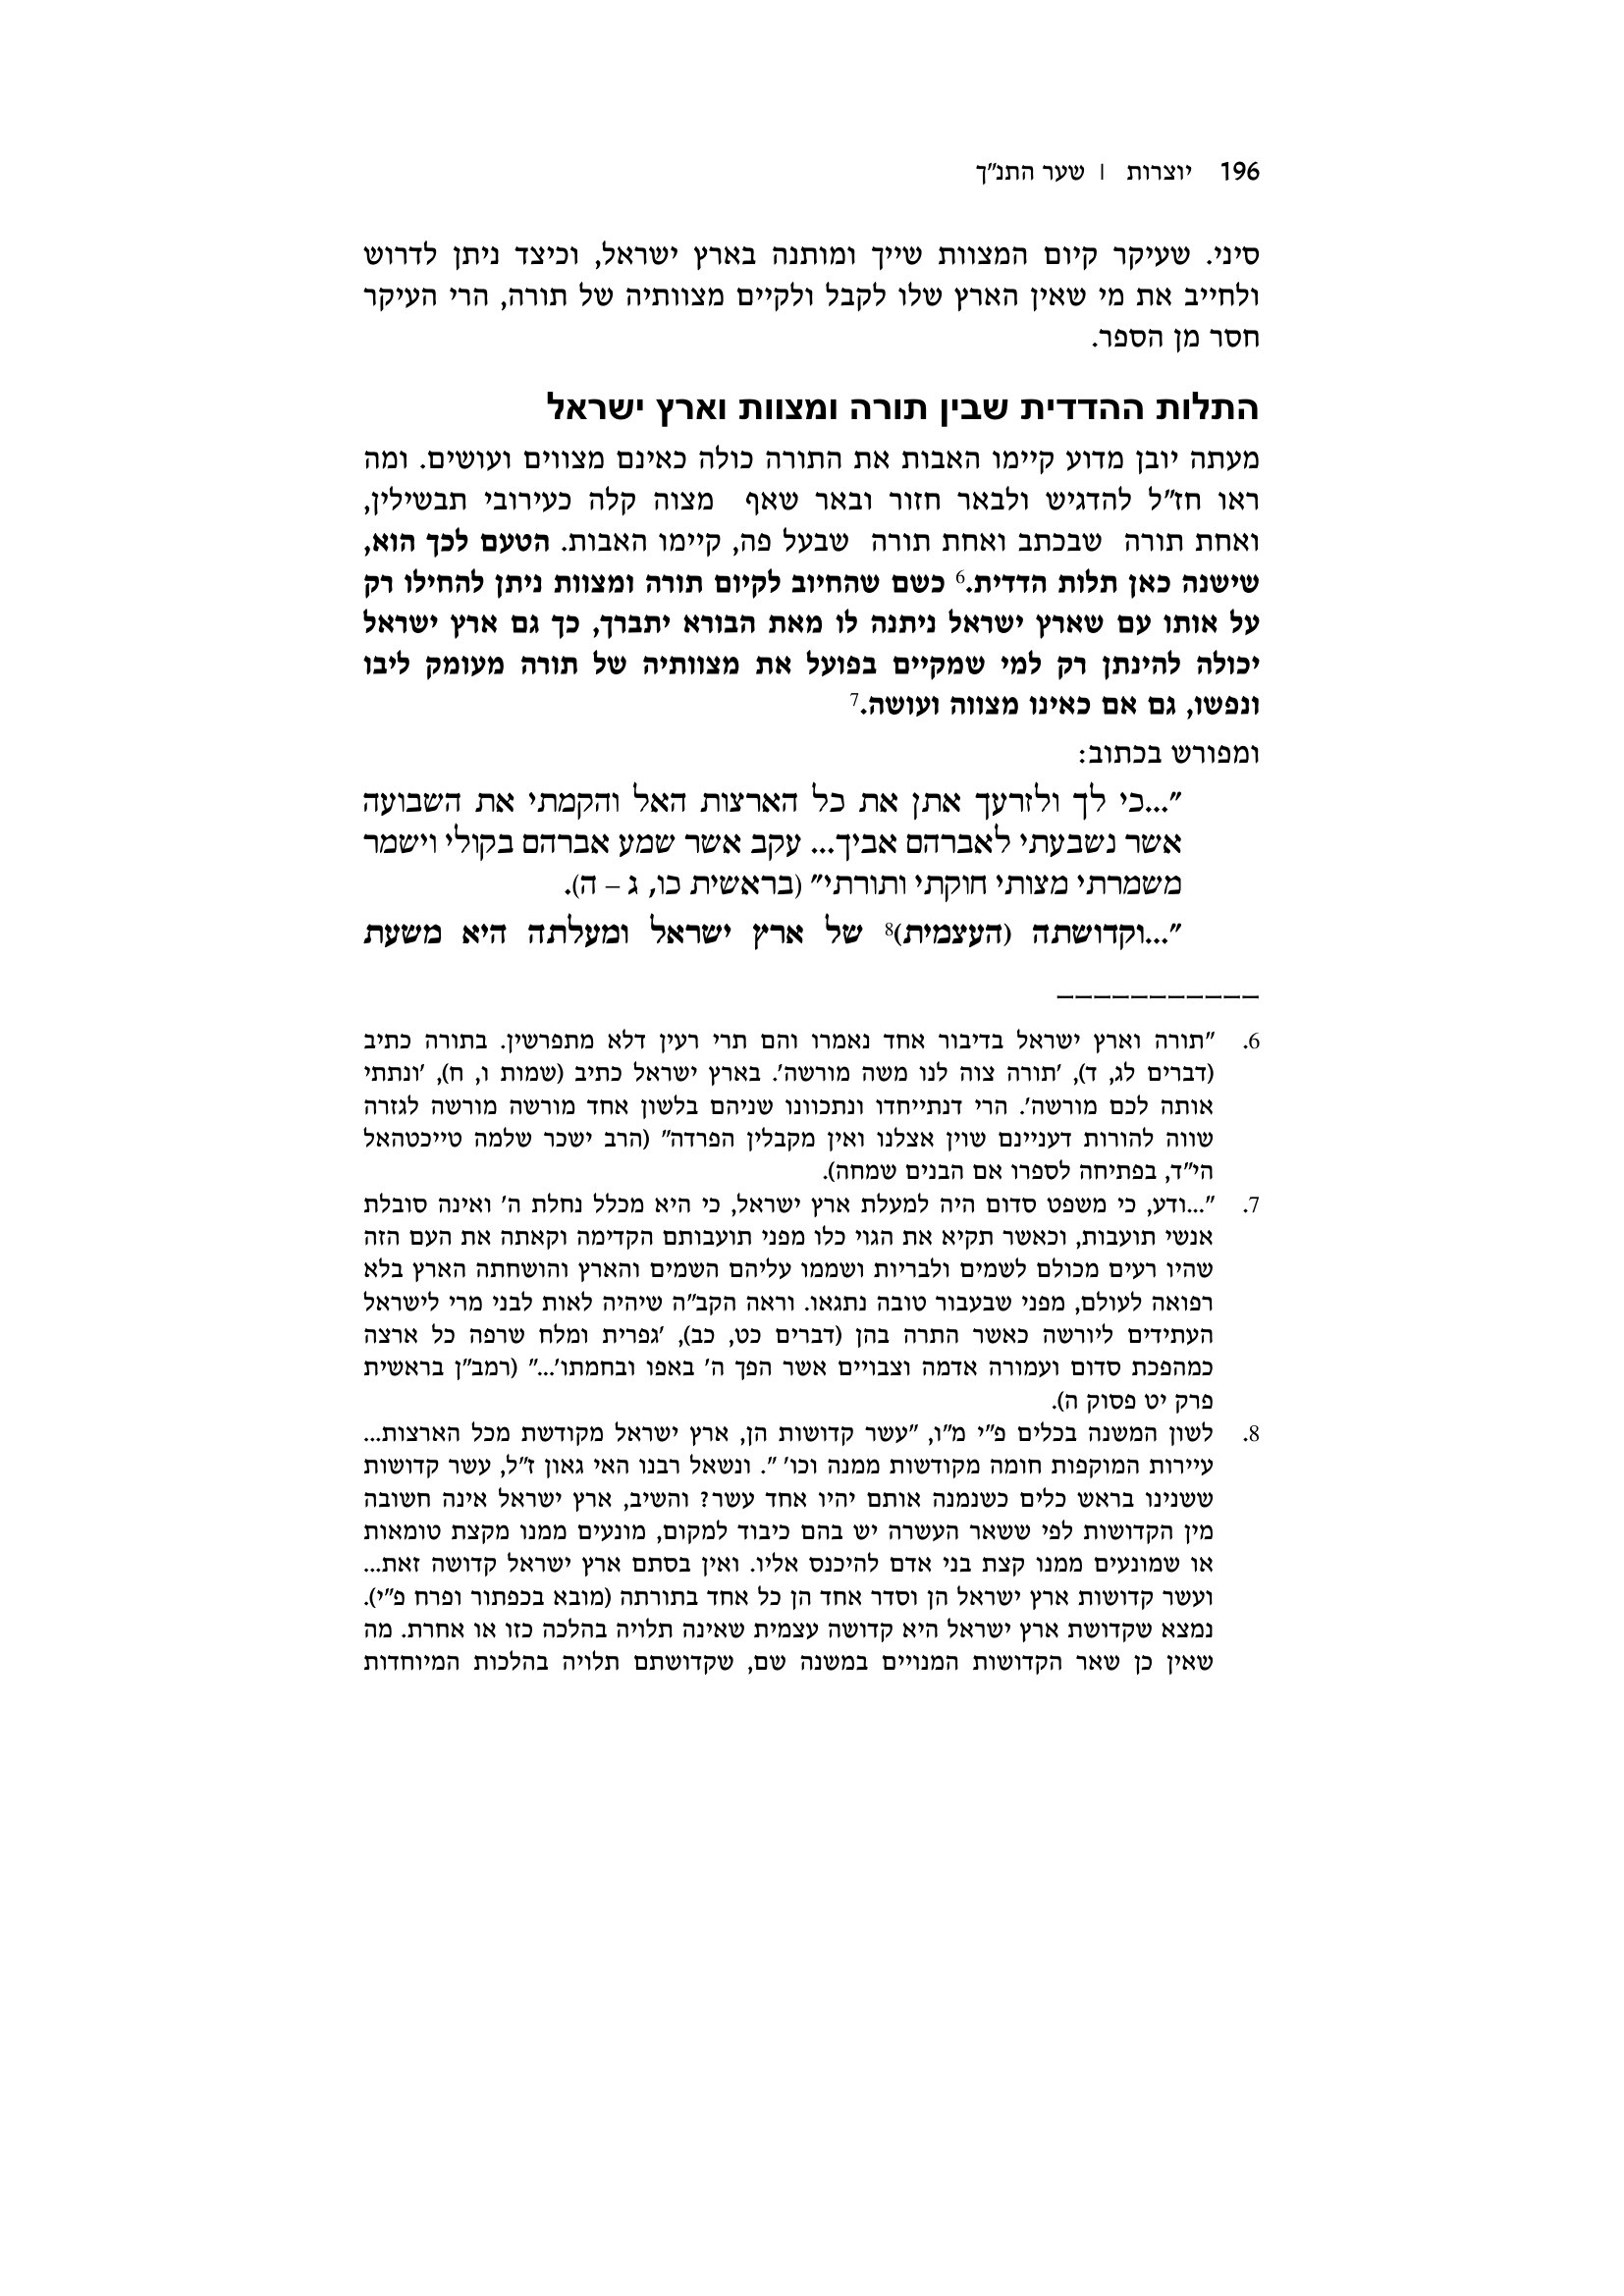 196 יוצרות | שער התנ"ך
סיני. שעיקר קיום המצוות שייך ומותנה בארץ ישראל, וכיצד ניתן לדרוש
ולחייב את מי שאין הארץ שלו לקבל ולקיים מצוותיה של תורה, הרי העיקר
חסר מן הספר.
התלות ההדדית שבין תורה ומצוות וארץ ישראל
מעתה יובן מדוע קיימו האבות את התורה כולה כאינם מצווים ועושים. ומה
ראו חז"ל להדגיש ולבאר חזור ובאר שאף מצוה קלה כעירובי תבשילין,
ואחת תורה שבכתב ואחת תורה שבעל פה, קיימו האבות. הטעם לכך הוא,
שישנה כאן תלות הדדית.6 כשם שהחיוב לקיום תורה ומצוות ניתן להחילו רק
על אותו עם שארץ ישראל ניתנה לו מאת הבורא יתברך, כך גם ארץ ישראל
יכולה להינתן רק למי שמקיים בפועל את מצוותיה של תורה מעומק ליבו
ונפשו, גם אם כאינו מצווה ועושה.7
ומפורש בכתוב:
"...כי לך ולזרעך אתן את כל הארצות האל והקמתי את השבועה
אשר נשבעתי לאברהם אביך... עקב אשר שמע אברהם בקולי וישמר
משמרתי מצותי חוקתי ותורתי" (בראשית כו, ג – ה).
"...וקדושתה (העצמית)8 של ארץ ישראל ומעלתה היא משעת
___________
6. "תורה וארץ ישראל בדיבור אחד נאמרו והם תרי רעין דלא מתפרשין. בתורה כתיב
(דברים לג, ד), 'תורה צוה לנו משה מורשה'. בארץ ישראל כתיב (שמות ו, ח), 'ונתתי
אותה לכם מורשה'. הרי דנתייחדו ונתכוונו שניהם בלשון אחד מורשה מורשה לגזרה
שווה להורות דעניינם שוין אצלנו ואין מקבלין הפרדה" (הרב ישכר שלמה טייכטהאל
הי"ד, בפתיחה לספרו אם הבנים שמחה).
7. "...ודע, כי משפט סדום היה למעלת ארץ ישראל, כי היא מכלל נחלת ה' ואינה סובלת
אנשי תועבות, וכאשר תקיא את הגוי כלו מפני תועבותם הקדימה וקאתה את העם הזה
שהיו רעים מכולם לשמים ולבריות ושממו עליהם השמים והארץ והושחתה הארץ בלא
רפואה לעולם, מפני שבעבור טובה נתגאו. וראה הקב"ה שיהיה לאות לבני מרי לישראל
העתידים ליורשה כאשר התרה בהן (דברים כט, כב), 'גפרית ומלח שרפה כל ארצה
כמהפכת סדום ועמורה אדמה וצבויים אשר הפך ה' באפו ובחמתו'..." (רמב"ן בראשית
פרק יט פסוק ה).
8. לשון המשנה בכלים פ"י מ"ו, "עשר קדושות הן, ארץ ישראל מקודשת מכל הארצות...
עיירות המוקפות חומה מקודשות ממנה וכו' ". ונשאל רבנו האי גאון ז"ל, עשר קדושות
ששנינו בראש כלים כשנמנה אותם יהיו אחד עשר? והשיב, ארץ ישראל אינה חשובה
מין הקדושות לפי ששאר העשרה יש בהם כיבוד למקום, מונעים ממנו מקצת טומאות
או שמונעים ממנו קצת בני אדם להיכנס אליו. ואין בסתם ארץ ישראל קדושה זאת...
ועשר קדושות ארץ ישראל הן וסדר אחד הן כל אחד בתורתה (מובא בכפתור ופרח פ"י).
נמצא שקדושת ארץ ישראל היא קדושה עצמית שאינה תלויה בהלכה כזו או אחרת. מה
שאין כן שאר הקדושות המנויים במשנה שם, שקדושתם תלויה בהלכות המיוחדות